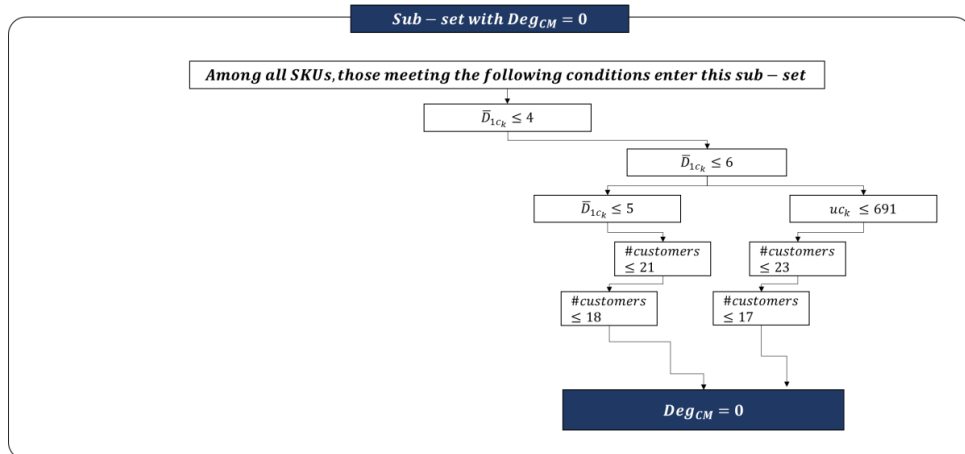 Sub − set with Deg_CM = 0
Among all SKUs, those meeting the following conditions enter this sub − set
D̅_1c_k ≤ 4
D̅_1c_k ≤ 6
D̅_1c_k ≤ 5
uc_k ≤ 691
#customers
≤ 21
#customers
≤ 23
#customers
≤ 18
#customers
≤ 17
Deg_CM = 0